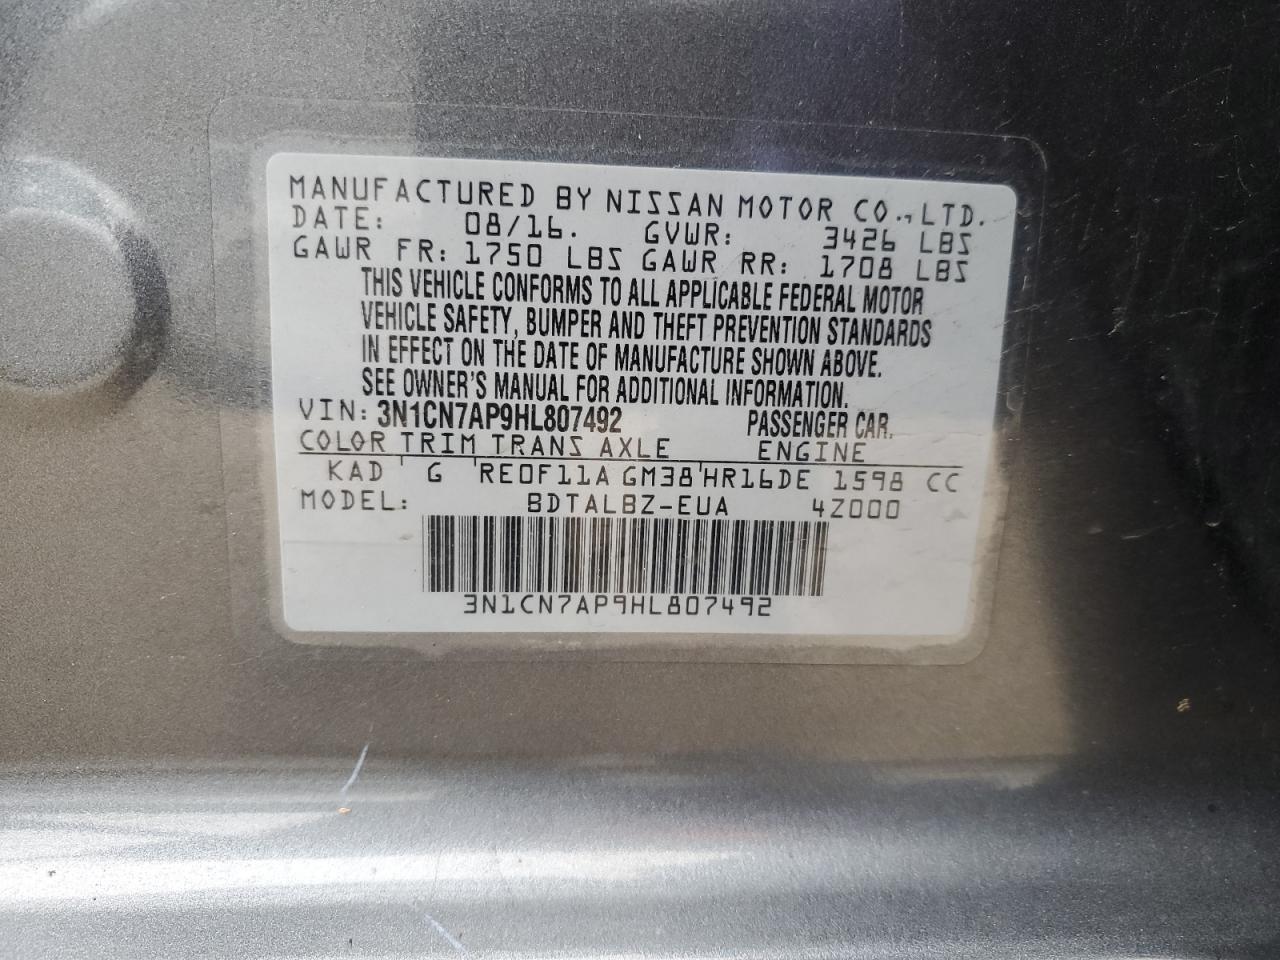 MANUFACTURED BY NISSAN MOTOR CO., LTD.
DATE: 08/16. GVWR: 3426 LBS
GAWR FR: 1750 LBS GAWR RR: 1708 LBS
THIS VEHICLE CONFORMS TO ALL APPLICABLE FEDERAL MOTOR
VEHICLE SAFETY, BUMPER AND THEFT PREVENTION STANDARDS
IN EFFECT ON THE DATE OF MANUFACTURE SHOWN ABOVE.
SEE OWNER'S MANUAL FOR ADDITIONAL INFORMATION.
VIN: 3N1CN7AP9HL807492 PASSENGER CAR.
COLOR TRIM TRANS AXLE ENGINE
KAD ' G 'RE0F11A GM38'HR16DE 1598 CC
MODEL: BDTALBZ-EUA 4Z000
3N1CN7AP9HL807492